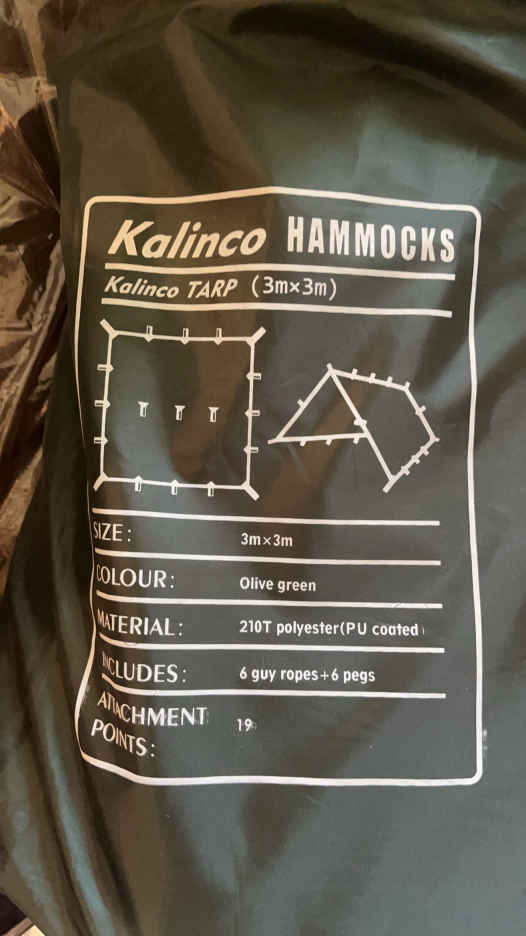 Kalinco HAMMOCKS
Kalinco TARP (3m×3m)
SIZE: 3m×3m
COLOUR: Olive green
MATERIAL: 210T polyester(PU coated)
INCLUDES: 6 guy ropes+6 pegs
ATTACHMENT
POINTS: 19